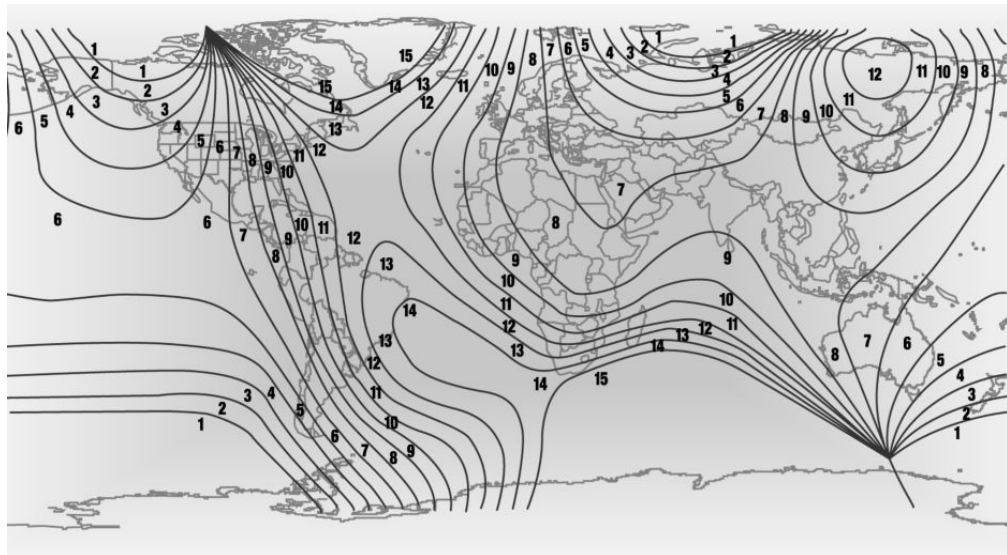 1 15 7 6 5 4 3 2 1 1 2
2 1 2 15 14 13 11 10 9 8 3 4 12 11 10 9 8
4 3 3 14 12 5 6 7 8 9 10 11
6 5 4 13
5 6 7 8 9 10 11 12
7
6 6 7 9 10 11 12 8
8 13 9 9
10
14 11 10
12 13 12 11
13 13 14 7 6
12 8 5 4
14 15
3 4 11 3
2 5 10 2
1 6 1
7 8 9